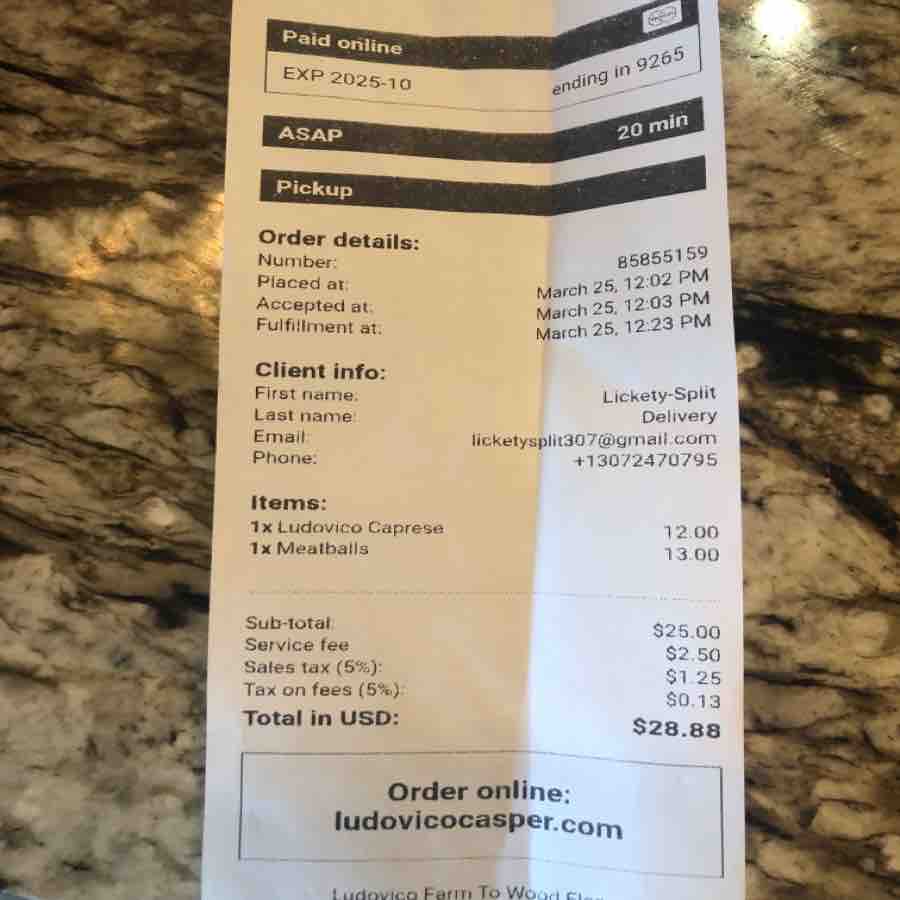 Paid online
EXP 2025-10 ending in 9265
ASAP 20 min
Pickup
Order details:
Number: 85855159
Placed at: March 25, 12:02 PM
Accepted at: March 25, 12:03 PM
Fulfillment at: March 25, 12:23 PM
Client info:
First name: Lickety-Split
Last name: Delivery
Email: licketysplit307@gmail.com
Phone: +13072470795
Items:
1x Ludovico Caprese 12.00
1x Meatballs 13.00
Sub-total: $25.00
Service fee $2.50
Sales tax (5%): $1.25
Tax on fees (5%): $0.13
Total in USD: $28.88
Order online:
ludovicocasper.com
Ludovico Farm To Wood